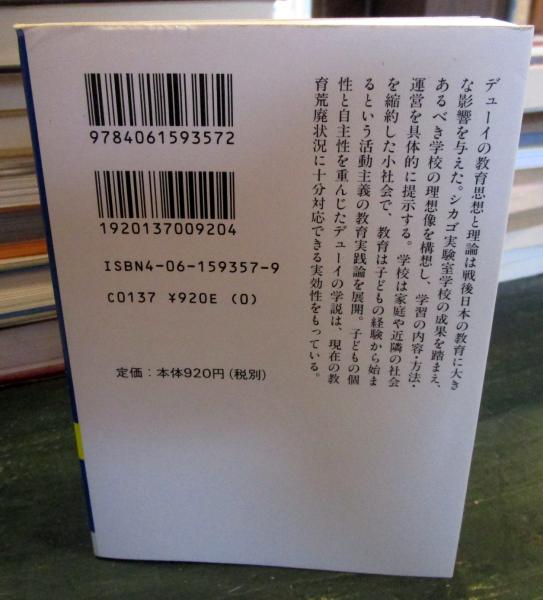 デューイの教育思想と理論は戦後日本の教育に大き
な影響を与えた。シカゴ実験室学校の成果を踏まえ、
あるべき学校の理想像を構想し、学習の内容・方法・
運営を具体的に提示する。学校は家庭や近隣の社会
を縮約した小社会で、教育は子どもの経験から始ま
るという活動主義の教育実践論を展開。子どもの個
性と自主性を重んじたデューイの学説は、現在の教
育荒廃状況に十分対応できる実効性をもっている。
9784061593572
1920137009204
ISBN4-06-159357-9
C0137 ¥920E (0)
定価：本体920円（税別）